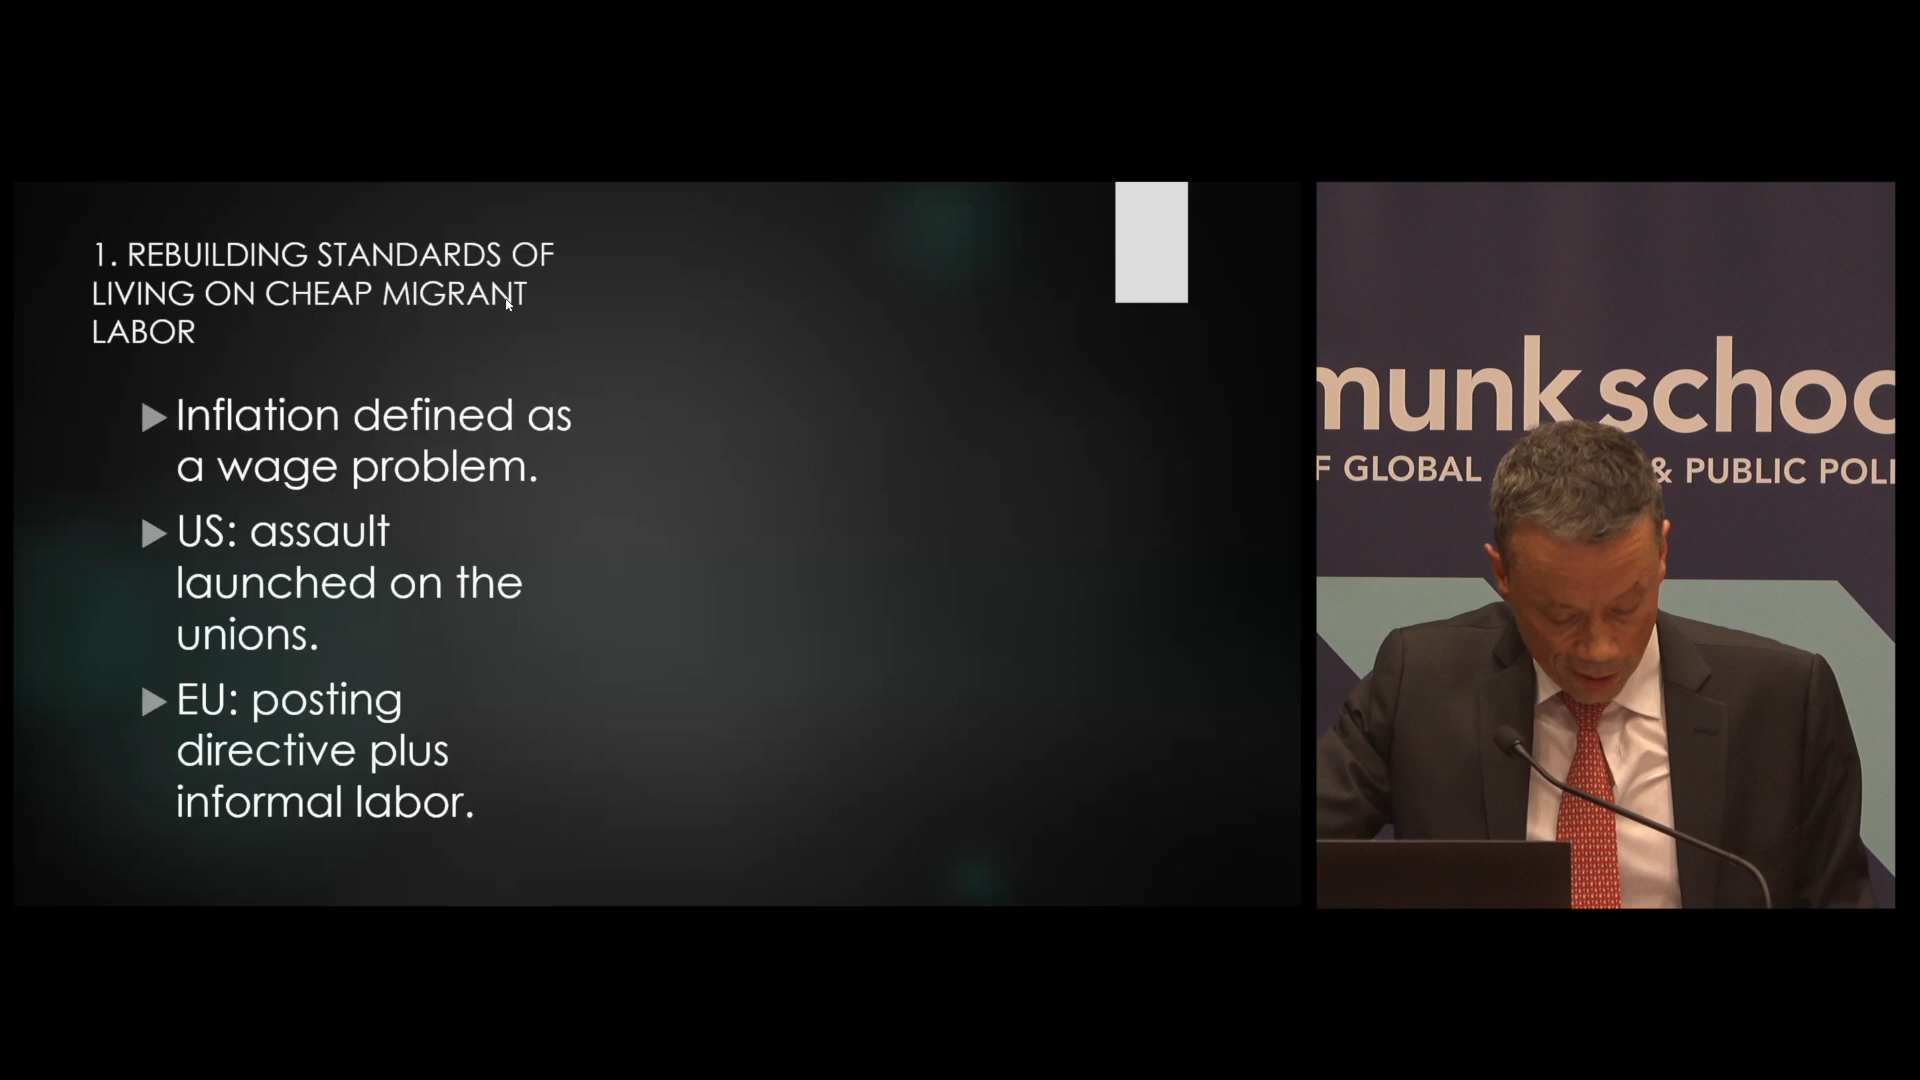 1. REBUILDING STANDARDS OF
LIVING ON CHEAP MIGRANT
LABOR
Inflation defined as
a wage problem.
US: assault
launched on the
unions.
EU: posting
directive plus
informal labor.
munk schoo
F GLOBAL & PUBLIC POLI